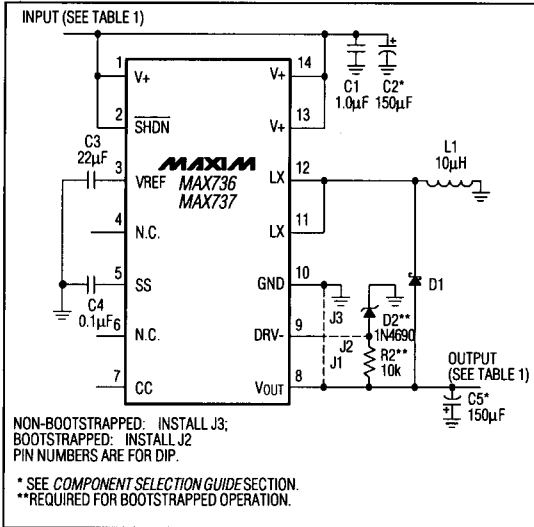 INPUT (SEE TABLE 1)
1
V+
14
V+
C1
1.0µF
C2*
150µF
2
SHDN
13
V+
C3
22µF
3
VREF
MAXIM
MAX736
MAX737
12
LX
L1
10µH
4
N.C.
11
LX
5
SS
10
GND
C4
0.1µF
J3
D1
D2**
1N4690
6
N.C.
9
DRV-
J2
R2**
10k
J1
OUTPUT
(SEE TABLE 1)
7
CC
8
VOUT
C5*
150µF
+
+
NON-BOOTSTRAPPED: INSTALL J3;
BOOTSTRAPPED: INSTALL J2
PIN NUMBERS ARE FOR DIP.
* SEE COMPONENT SELECTION GUIDE SECTION.
**REQUIRED FOR BOOTSTRAPPED OPERATION.